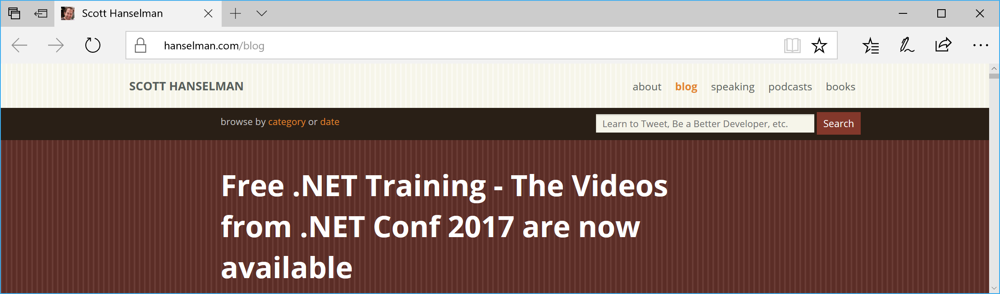 Scott Hanselman
hanselman.com/blog
SCOTT HANSELMAN
about blog speaking podcasts books
browse by category or date
Learn to Tweet, Be a Better Developer, etc. Search
Free .NET Training - The Videos
from .NET Conf 2017 are now
available